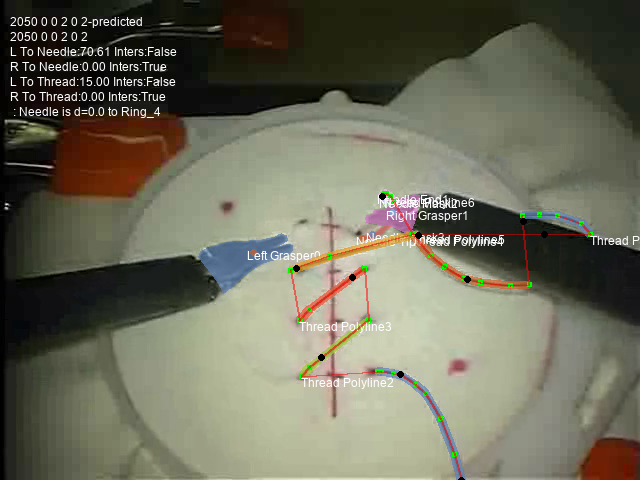 2050 0 0 2 0 2-predicted
2050 0 0 2 0 2
L To Needle:70.61 Inters:False
R To Needle:0.00 Inters:True
L To Thread:15.00 Inters:False
R To Thread:0.00 Inters:True
: Needle is d=0.0 to Ring_4
Right Grasper1
Thread P
Left Grasper0
Thread Polyline3
Thread Polyline2